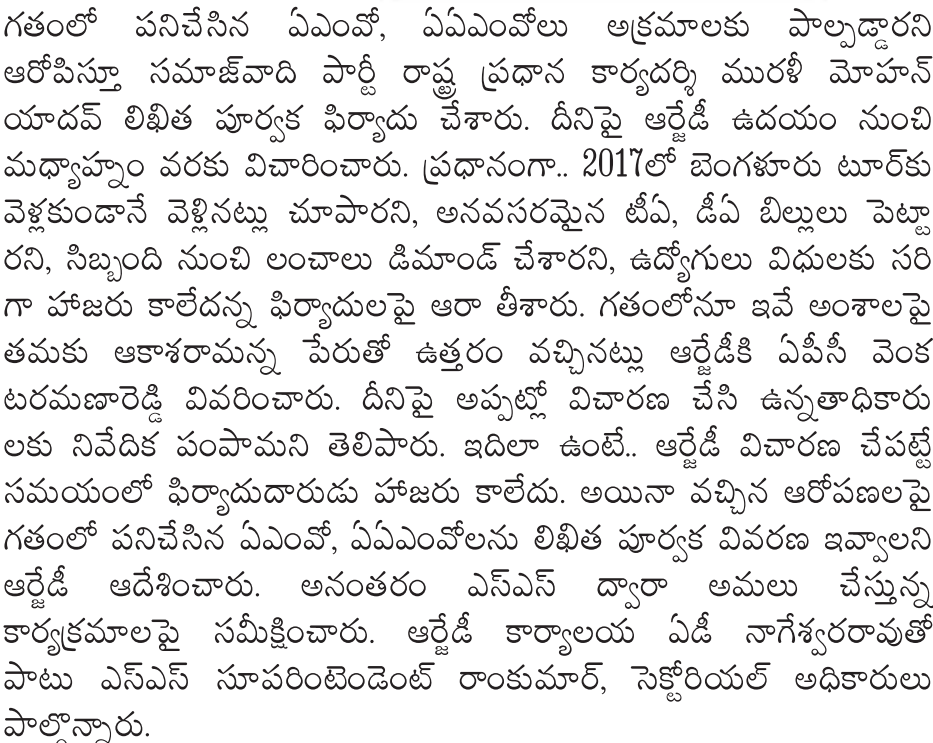 గతంలో పనిచేసిన ఏఎంవో, ఏఏఎంవోలు అక్రమాలకు పాల్పడ్డారని
ఆరోపిస్తూ సమాజ్‌వాది పార్టీ రాష్ట్ర ప్రధాన కార్యదర్శి మురళీ మోహన్
యాదవ్ లిఖిత పూర్వక ఫిర్యాదు చేశారు. దీనిపై ఆర్జేడీ ఉదయం నుంచి
మధ్యాహ్నం వరకు విచారించారు. ప్రధానంగా.. 2017లో బెంగళూరు టూర్‌కు
వెళ్లకుండానే వెళ్లినట్లు చూపారని, అనవసరమైన టీఏ, డీఏ బిల్లులు పెట్టా
రని, సిబ్బంది నుంచి లంచాలు డిమాండ్ చేశారని, ఉద్యోగులు విధులకు సరి
గా హాజరు కాలేదన్న ఫిర్యాదులపై ఆరా తీశారు. గతంలోనూ ఇవే అంశాలపై
తమకు ఆకాశరామన్న పేరుతో ఉత్తరం వచ్చినట్లు ఆర్జేడీకి ఏపీసీ వెంక
టరమణారెడ్డి వివరించారు. దీనిపై అప్పట్లో విచారణ చేసి ఉన్నతాధికారు
లకు నివేదిక పంపామని తెలిపారు. ఇదిలా ఉంటే.. ఆర్జేడీ విచారణ చేపట్టే
సమయంలో ఫిర్యాదుదారుడు హాజరు కాలేదు. అయినా వచ్చిన ఆరోపణలపై
గతంలో పనిచేసిన ఏఎంవో, ఏఏఎంవోలను లిఖిత పూర్వక వివరణ ఇవ్వాలని
ఆర్జేడీ ఆదేశించారు. అనంతరం ఎస్ఎస్ ద్వారా అమలు చేస్తున్న
కార్యక్రమాలపై సమీక్షించారు. ఆర్జేడీ కార్యాలయ ఏడీ నాగేశ్వరరావుతో
పాటు ఎస్ఎస్ సూపరింటెండెంట్ రాంకుమార్, సెక్టోరియల్ అధికారులు
పాల్గొన్నారు.